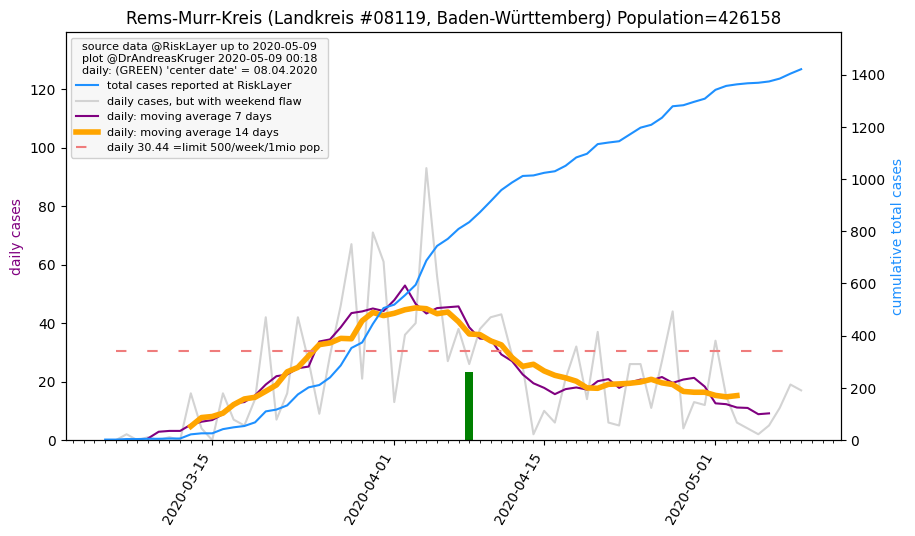 Rems-Murr-Kreis (Landkreis #08119, Baden-Württemberg) Population=426158
source data @RiskLayer up to 2020-05-09
plot @DrAndreasKruger 2020-05-09 00:18
daily: (GREEN) 'center date' = 08.04.2020
total cases reported at RiskLayer
daily cases, but with weekend flaw
daily: moving average 7 days
daily: moving average 14 days
daily 30.44 =limit 500/week/1mio pop.
daily cases
120
100
80
60
40
20
0
cumulative total cases
1400
1200
1000
800
600
400
200
0
2020-03-15
2020-04-01
2020-04-15
2020-05-01